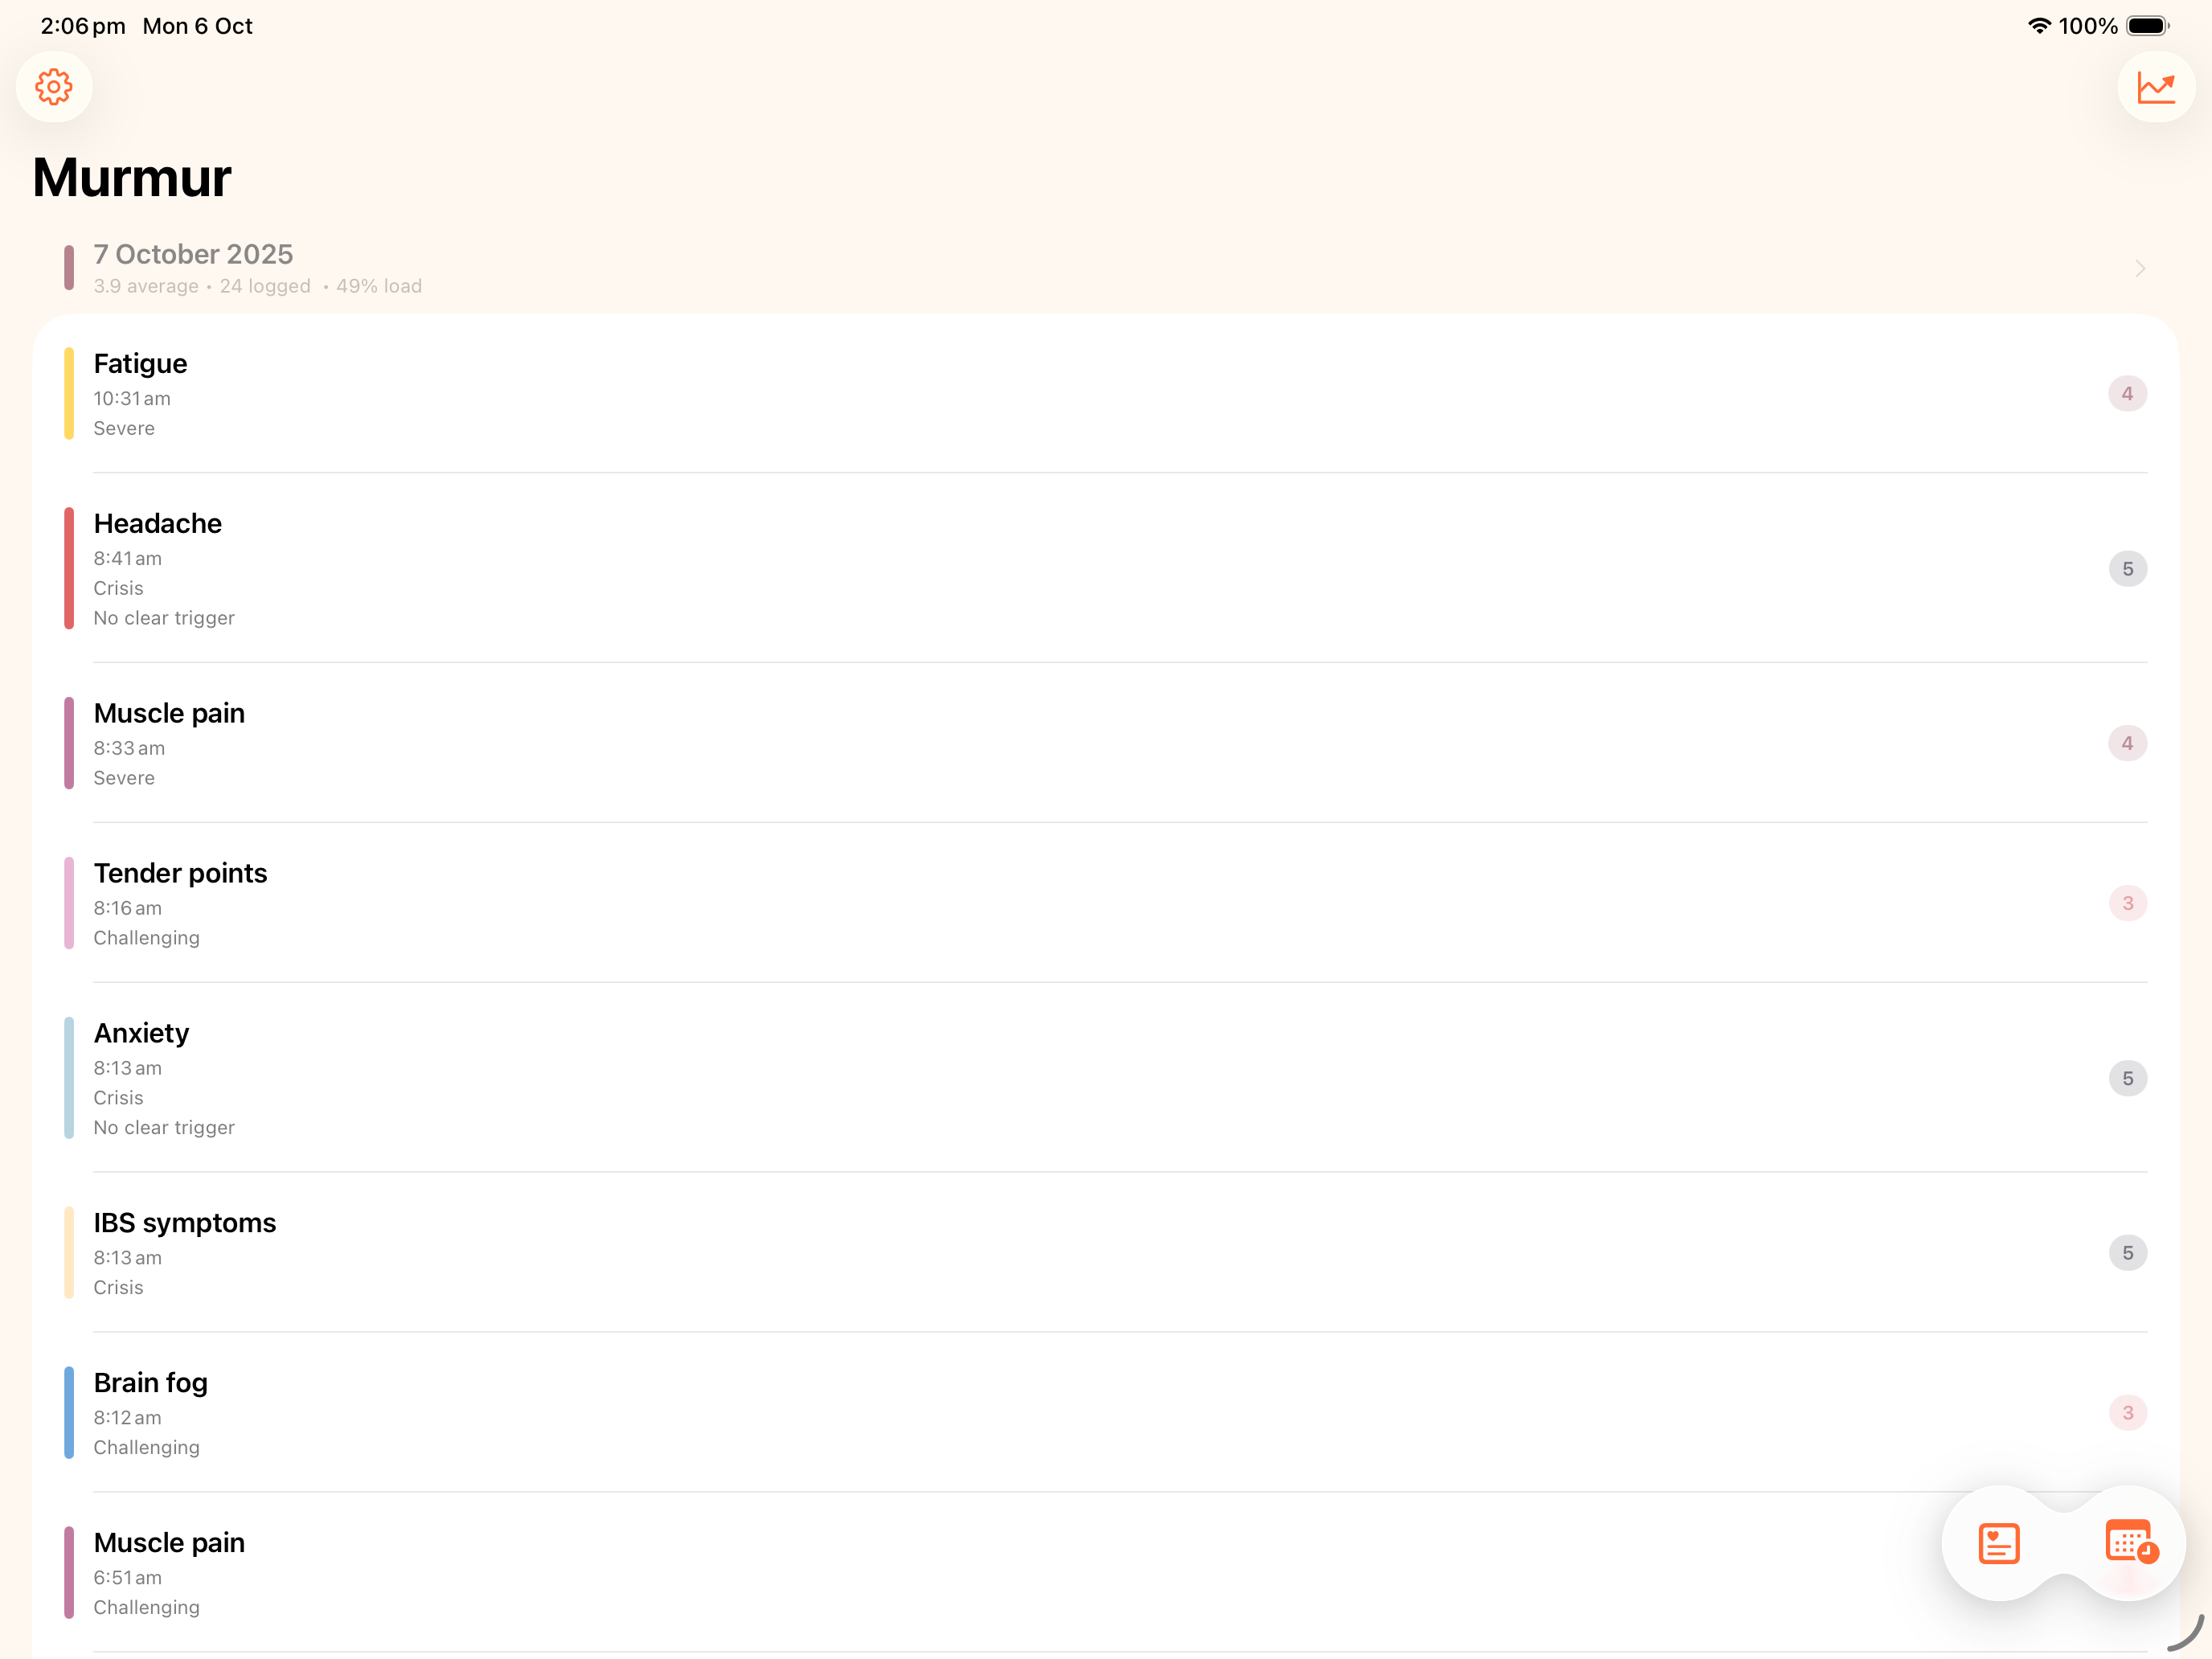 2:06 pm Mon 6 Oct 100%
Murmur
7 October 2025
3.9 average • 24 logged • 49% load
Fatigue
10:31 am
Severe
4
Headache
8:41 am
Crisis
No clear trigger
5
Muscle pain
8:33 am
Severe
4
Tender points
8:16 am
Challenging
3
Anxiety
8:13 am
Crisis
No clear trigger
5
IBS symptoms
8:13 am
Crisis
5
Brain fog
8:12 am
Challenging
3
Muscle pain
6:51 am
Challenging